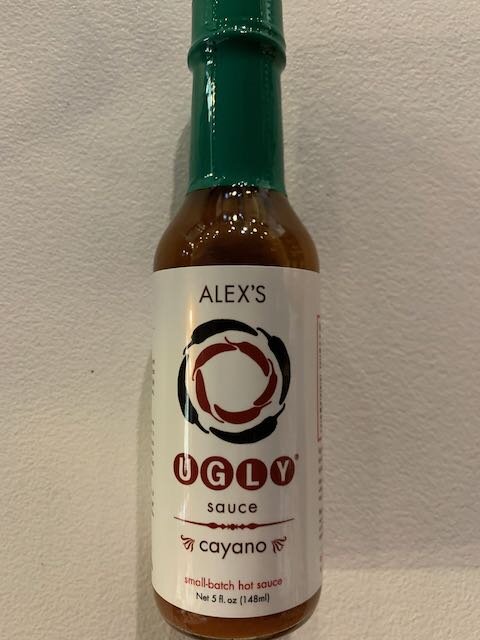 ALEX'S
UGLY®
sauce
cayano
small-batch hot sauce
Net 5 fl. oz (148ml)